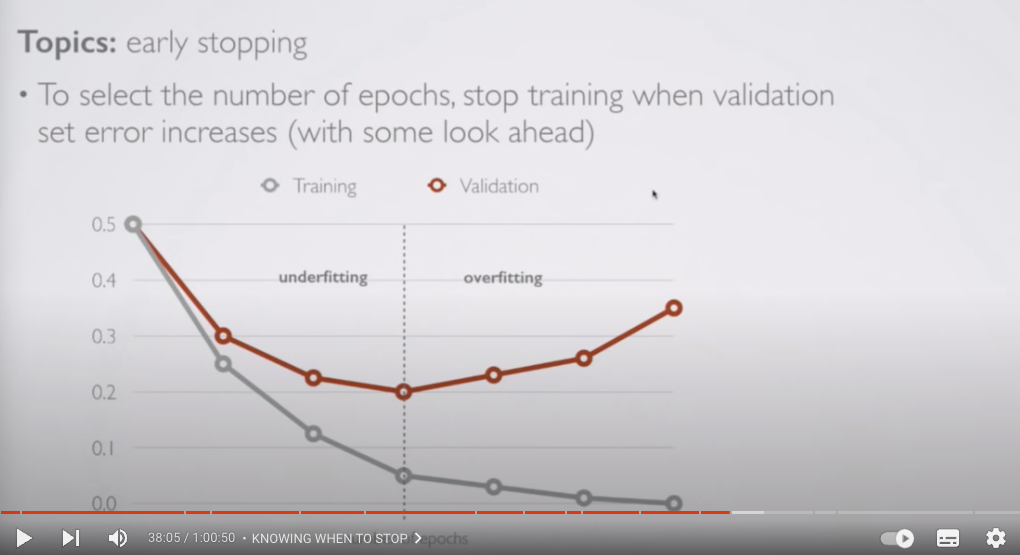 Topics: early stopping
• To select the number of epochs, stop training when validation
set error increases (with some look ahead)
Training Validation
0.5
underfitting overfitting
0.4
0.3
0.2
0.1
0.0
epochs
38:05 / 1:00:50 • KNOWING WHEN TO STOP